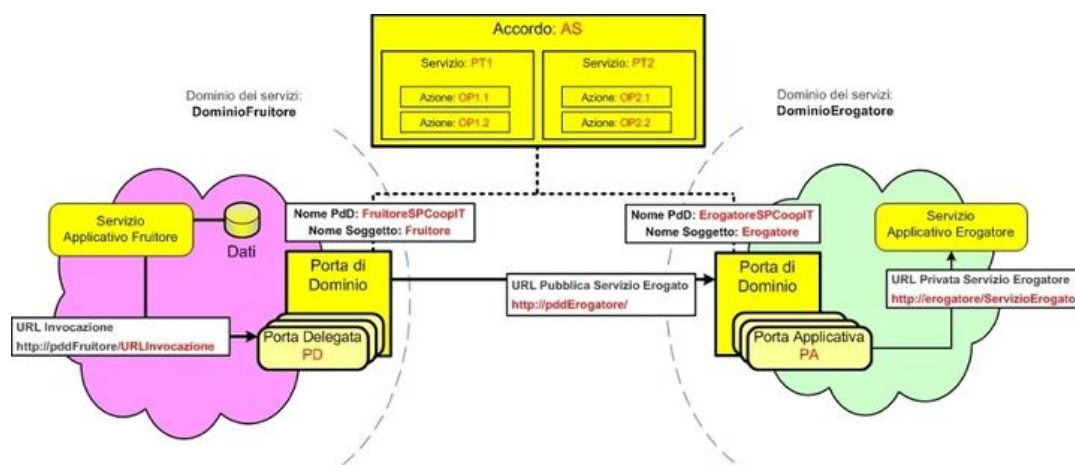 Accordo: AS
Servizio: PT1
Servizio: PT2
Azione: OP1.1
Azione: OP2.1
Azione: OP1.2
Azione: OP2.2
Dominio dei servizi:
DominioFruitore
Dominio dei servizi:
DominioErogatore
Servizio
Applicativo Fruitore
Dati
Nome PdD: FruitoreSPCoopIT
Nome Soggetto: Fruitore
Nome PdD: ErogatoreSPCoopIT
Nome Soggetto: Erogatore
Servizio
Applicativo Erogatore
Porta di
Dominio
URL Pubblica Servizio Erogato
http://pddErogatore/
Porta di
Dominio
URL Privata Servizio Erogatore
http://erogatore/ServizioErogato
URL Invocazione
http://pddFruitore/URLInvocazione
Porta Delegata
PD
Porta Applicativa
PA